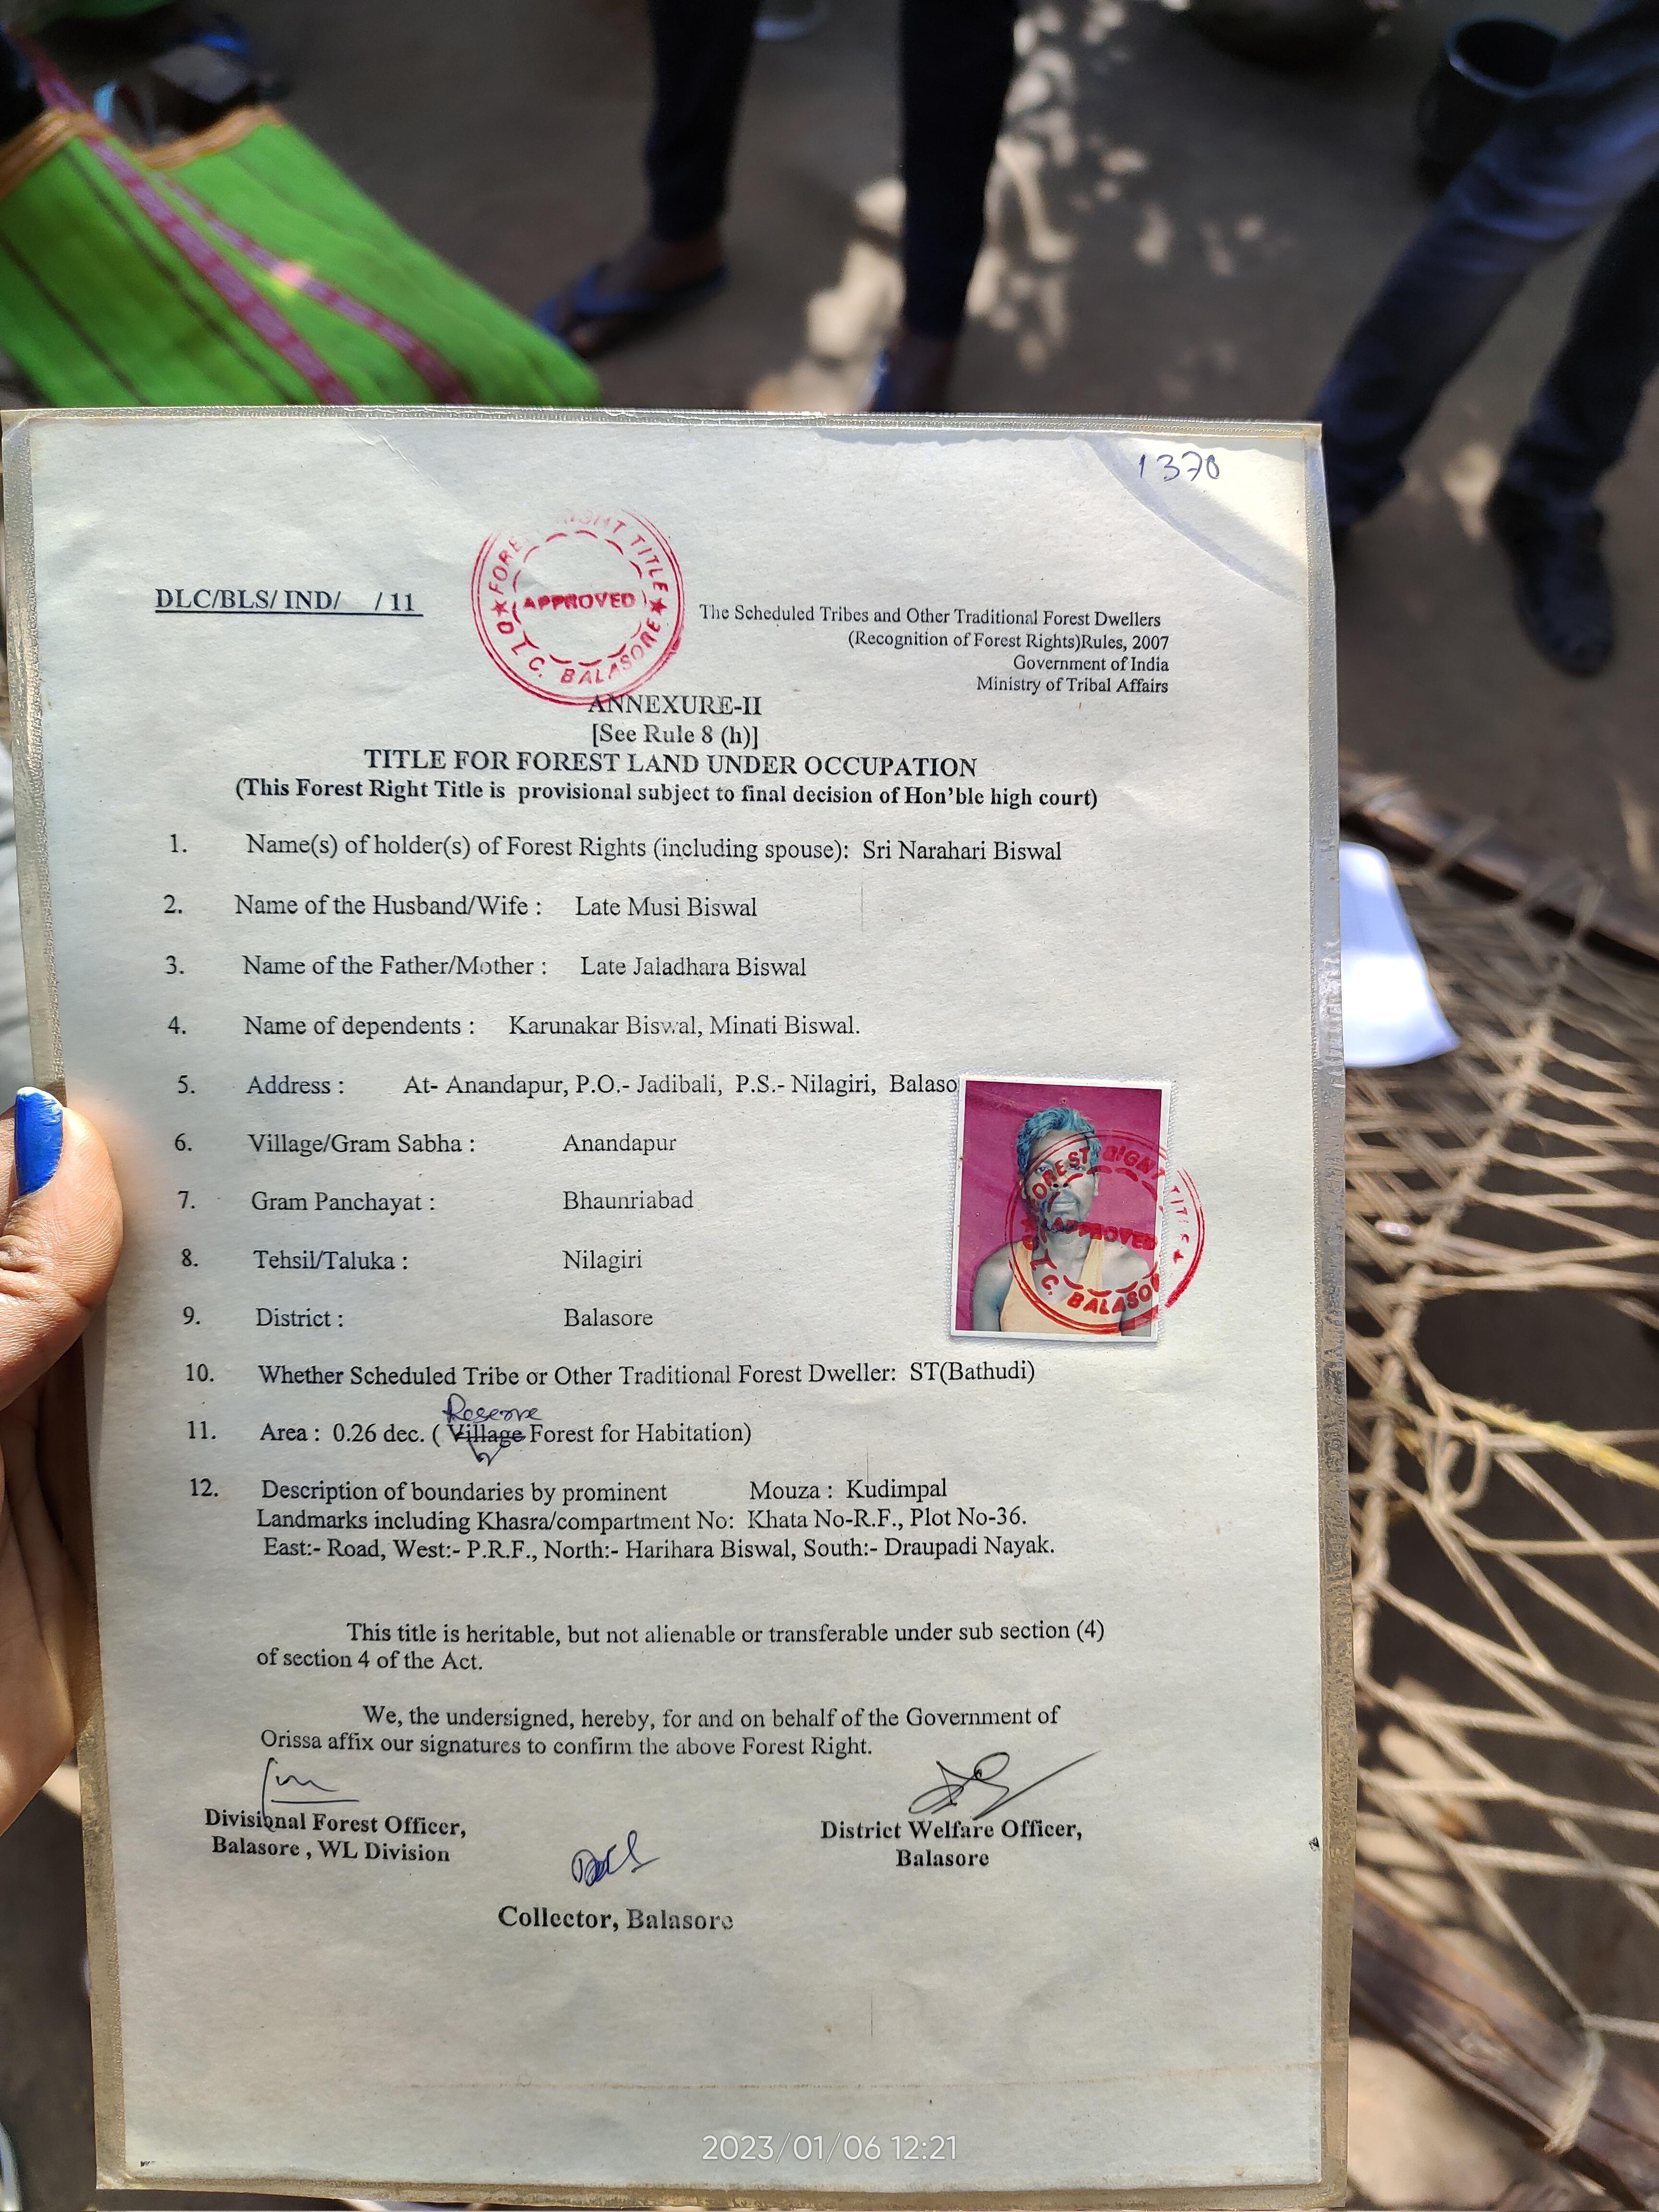 1370
DLC/BLS/ IND/ / 11
FOREST RIGHT TITLE
APPROVED
D.L.C. BALASORE
The Scheduled Tribes and Other Traditional Forest Dwellers
(Recognition of Forest Rights)Rules, 2007
Government of India
Ministry of Tribal Affairs
ANNEXURE-II
[See Rule 8 (h)]
TITLE FOR FOREST LAND UNDER OCCUPATION
(This Forest Right Title is provisional subject to final decision of Hon'ble high court)
1. Name(s) of holder(s) of Forest Rights (including spouse): Sri Narahari Biswal
2. Name of the Husband/Wife : Late Musi Biswal
3. Name of the Father/Mother : Late Jaladhara Biswal
4. Name of dependents : Karunakar Biswal, Minati Biswal.
5. Address : At- Anandapur, P.O.- Jadibali, P.S.- Nilagiri, Balaso
6. Village/Gram Sabha : Anandapur
7. Gram Panchayat : Bhaunriabad
8. Tehsil/Taluka : Nilagiri
9. District : Balasore
FOREST RIGHT TITLE
APPROVED
D.L.C. BALASORE
10. Whether Scheduled Tribe or Other Traditional Forest Dweller: ST(Bathudi)
Reserve
11. Area : 0.26 dec. ( Village Forest for Habitation)
12. Description of boundaries by prominent Mouza : Kudimpal
Landmarks including Khasra/compartment No: Khata No-R.F., Plot No-36.
East:- Road, West:- P.R.F., North:- Harihara Biswal, South:- Draupadi Nayak.
This title is heritable, but not alienable or transferable under sub section (4)
of section 4 of the Act.
We, the undersigned, hereby, for and on behalf of the Government of
Orissa affix our signatures to confirm the above Forest Right.
Divisional Forest Officer,
Balasore , WL Division
District Welfare Officer,
Balasore
Collector, Balasore
2023/01/06 12:21